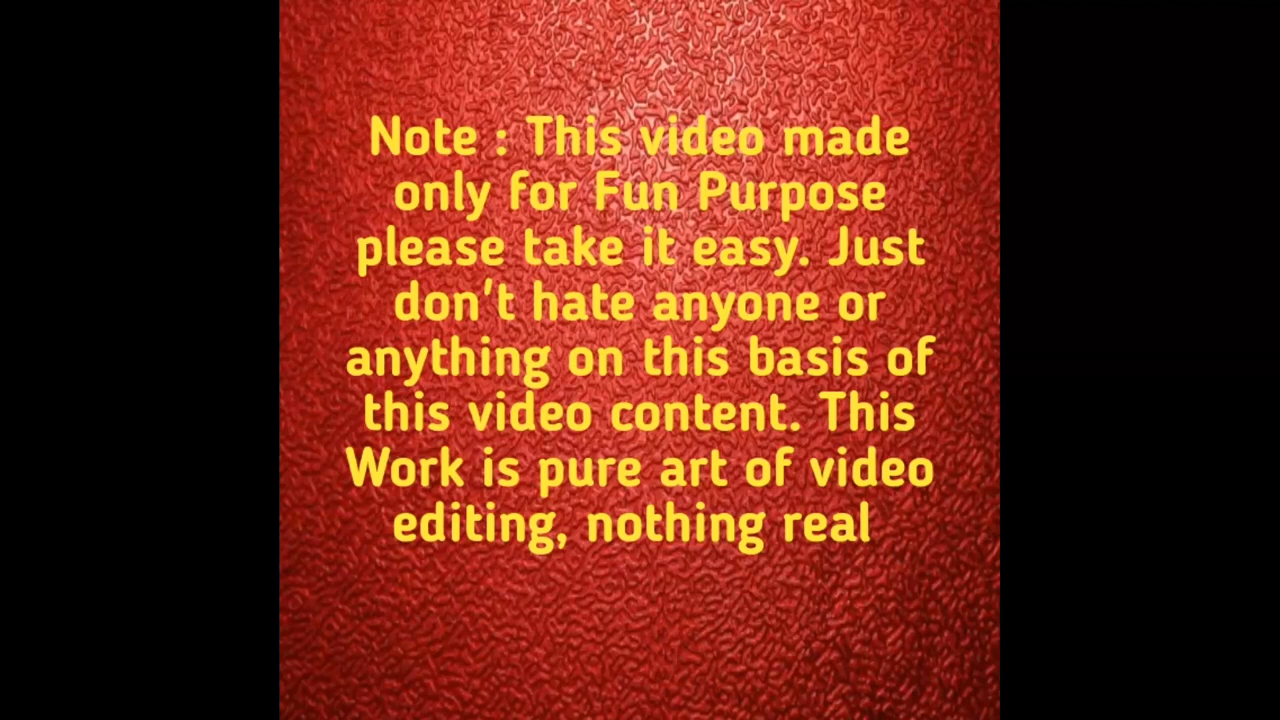 Note : This video made
only for Fun Purpose
please take it easy. Just
don't hate anyone or
anything on this basis of
this video content. This
Work is pure art of video
editing, nothing real